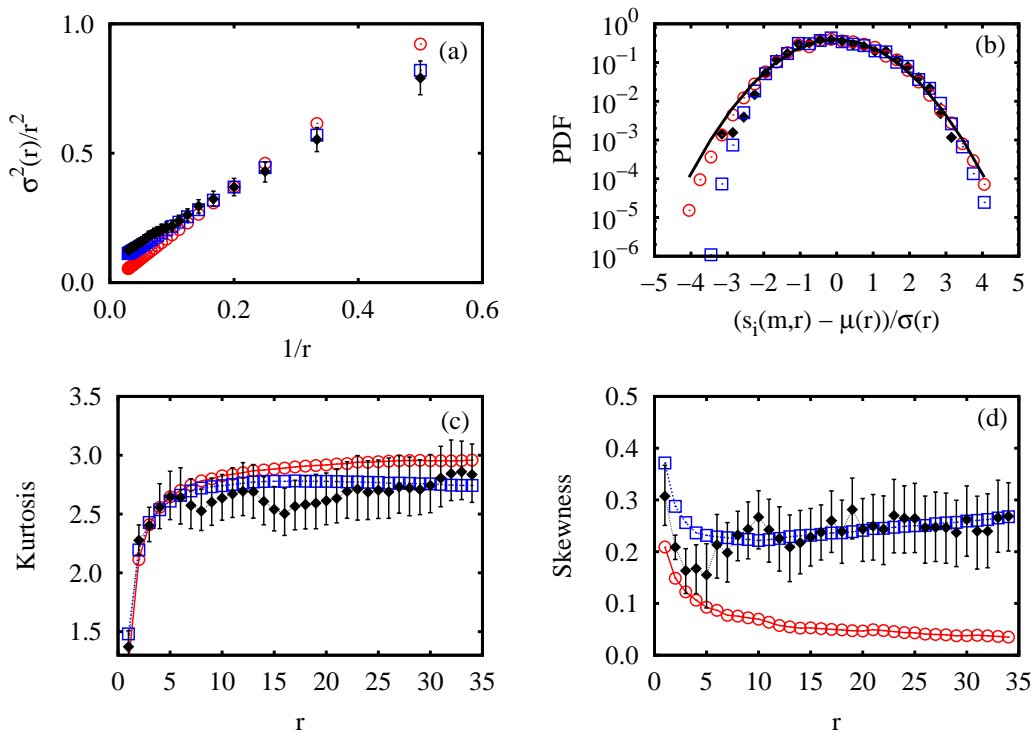 (a)
σ²(r)/r²
1.0
0.5
0.0
0.0 0.2 0.4 0.6
1/r
(b)
PDF
10⁰
10⁻¹
10⁻²
10⁻³
10⁻⁴
10⁻⁵
10⁻⁶
−5 −4 −3 −2 −1 0 1 2 3 4 5
(sᵢ(m,r) − μ(r))/σ(r)
(c)
Kurtosis
3.5
3.0
2.5
2.0
1.5
0 5 10 15 20 25 30 35
r
(d)
Skewness
0.5
0.4
0.3
0.2
0.1
0.0
0 5 10 15 20 25 30 35
r